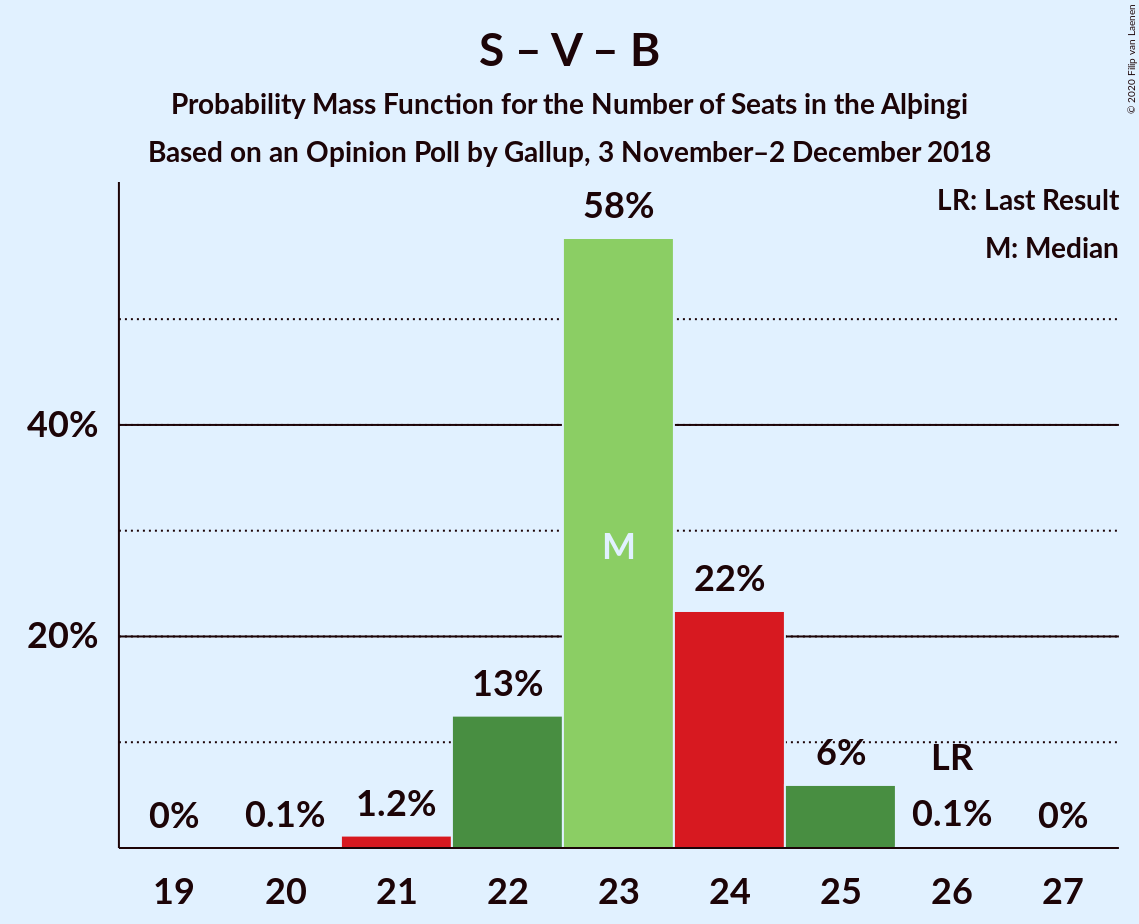 S – V – B
Probability Mass Function for the Number of Seats in the Alþingi
Based on an Opinion Poll by Gallup, 3 November–2 December 2018
© 2020 Filip van Laenen
LR: Last Result
M: Median
40%
20%
0%
0.1%
1.2%
13%
58%
M
22%
6%
LR
0.1%
0%
19 20 21 22 23 24 25 26 27